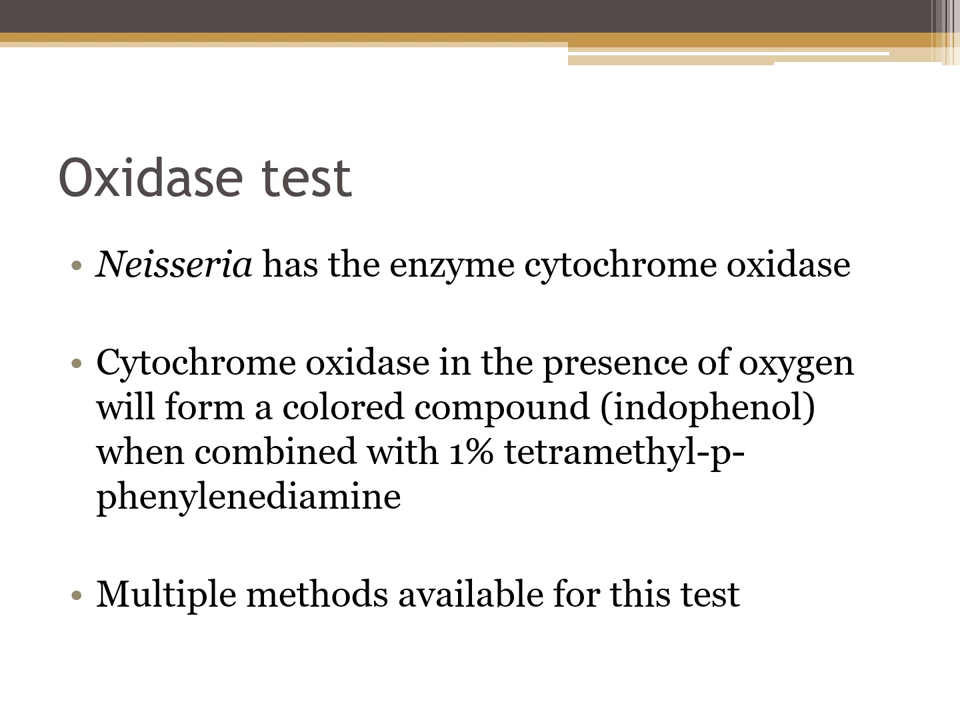 Oxidase test
• Neisseria has the enzyme cytochrome oxidase
• Cytochrome oxidase in the presence of oxygen
will form a colored compound (indophenol)
when combined with 1% tetramethyl-p-
phenylenediamine
• Multiple methods available for this test